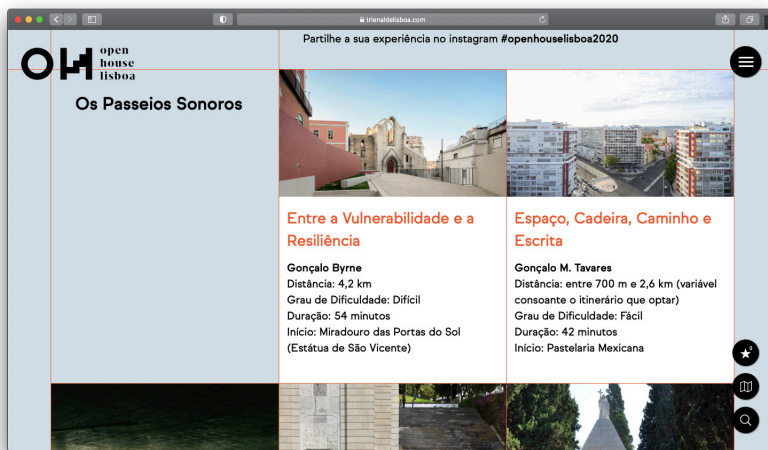 trienaldelisboa.com
Partilhe a sua experiência no instagram #openhouselisboa2020
OH open
house
lisboa
Os Passeios Sonoros
Entre a Vulnerabilidade e a
Resiliência
Gonçalo Byrne
Distância: 4,2 km
Grau de Dificuldade: Difícil
Duração: 54 minutos
Início: Miradouro das Portas do Sol
(Estátua de São Vicente)
Espaço, Cadeira, Caminho e
Escrita
Gonçalo M. Tavares
Distância: entre 700 m e 2,6 km (variável
consoante o itinerário que optar)
Grau de Dificuldade: Fácil
Duração: 42 minutos
Início: Pastelaria Mexicana
0